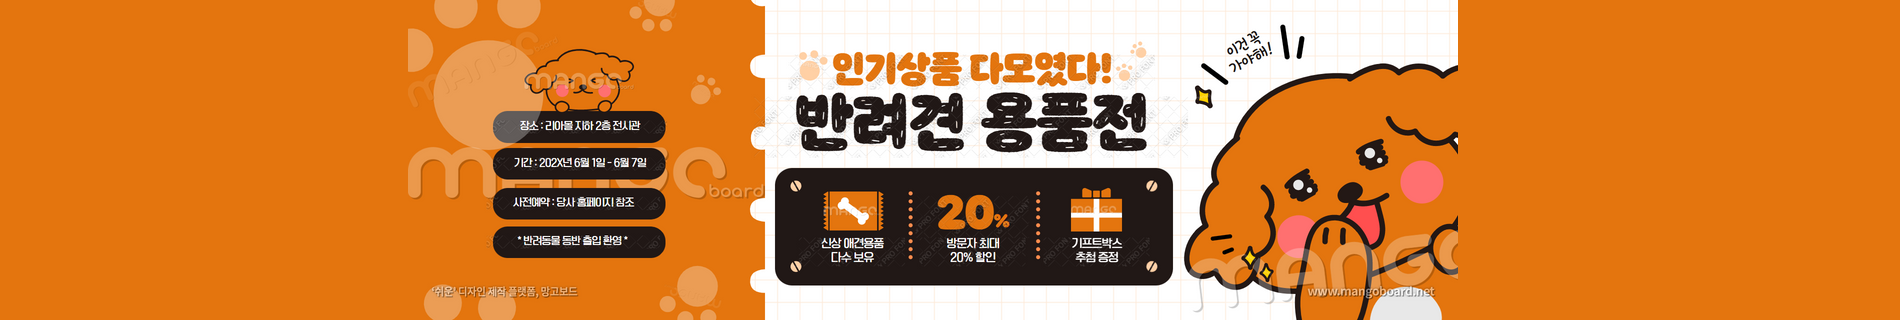 장소 : 리아몰 지하 2층 전시관
기간 : 202X년 6월 1일 - 6월 7일
사전예약 : 당사 홈페이지 참조
* 반려동물 동반 출입 환영 *
'쉬운' 디자인 제작 플랫폼, 망고보드
인기상품 다모였다!
반려견 용품전
신상 애견용품
다수 보유
20%
방문자 최대
20% 할인
기프트박스
추첨 증정
이건 꼭
가야해!
mango board
www.mangoboard.net